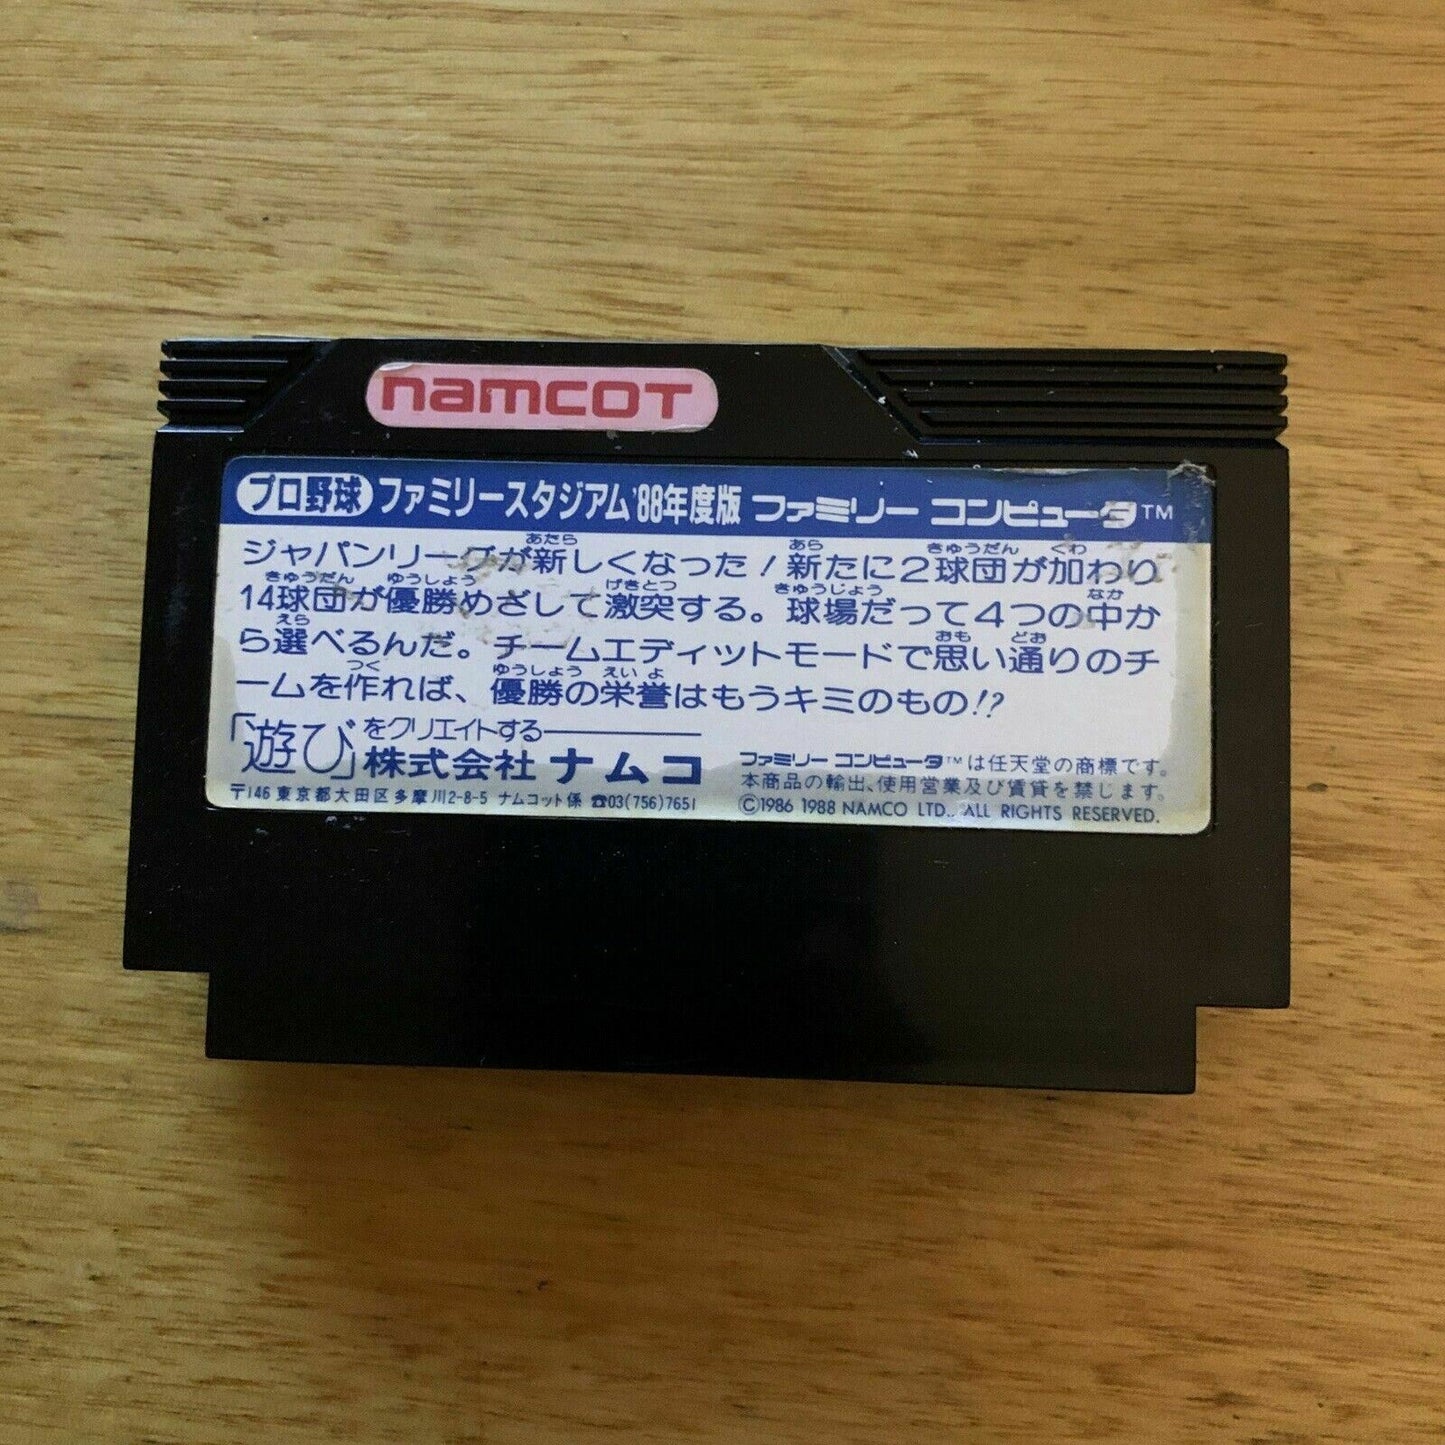 namcot
プロ野球 ファミリースタジアム'88年度版 ファミリー コンピュータ™
ジャパンリーグが新しくなった!新たに2球団が加わり
14球団が優勝めざして激突する。球場だって4つの中か
ら選べるんだ。チームエディットモードで思い通りのチ
ームを作れば、優勝の栄誉はもうキミのもの!?
「遊び」をクリエイトする
株式会社ナムコ
〒146 東京都大田区多摩川2-8-5 ナムコット係 ☎03(756)7651
ファミリー コンピュータ™は任天堂の商標です。
本商品の輸出、使用営業及び賃貸を禁じます。
©1986 1988 NAMCO LTD., ALL RIGHTS RESERVED.